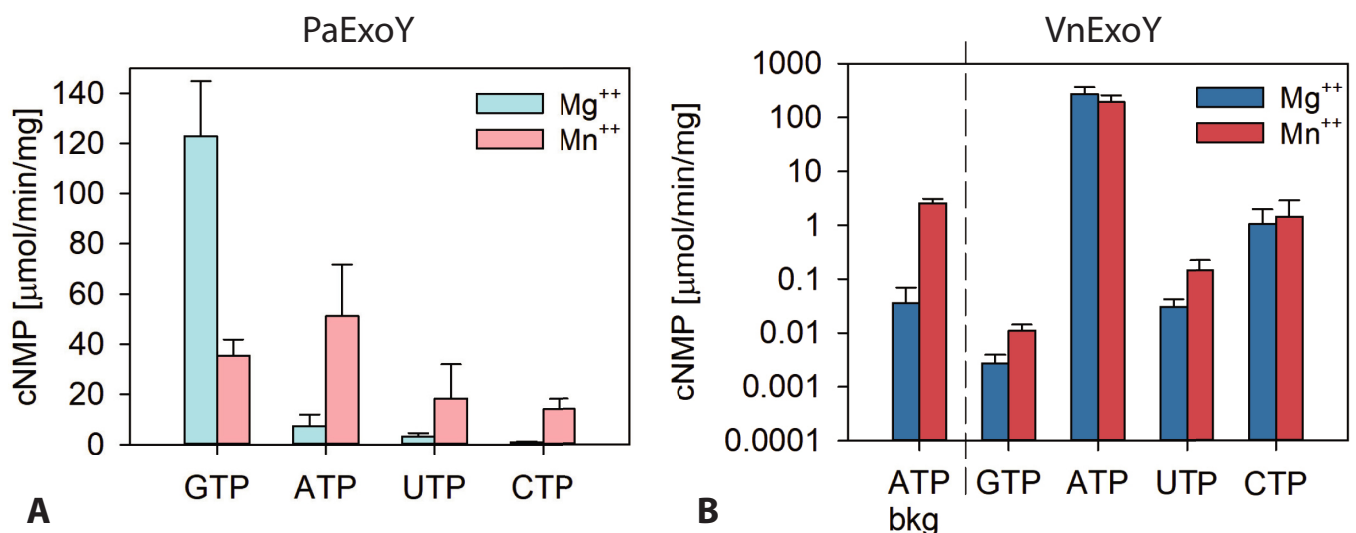 PaExoY
cNMP [µmol/min/mg]
140
120
100
80
60
40
20
0
Mg++
Mn++
GTP ATP UTP CTP
A
VnExoY
cNMP [µmol/min/mg]
1000
100
10
1
0.1
0.01
0.001
0.0001
Mg++
Mn++
ATP GTP ATP UTP CTP
bkg
B